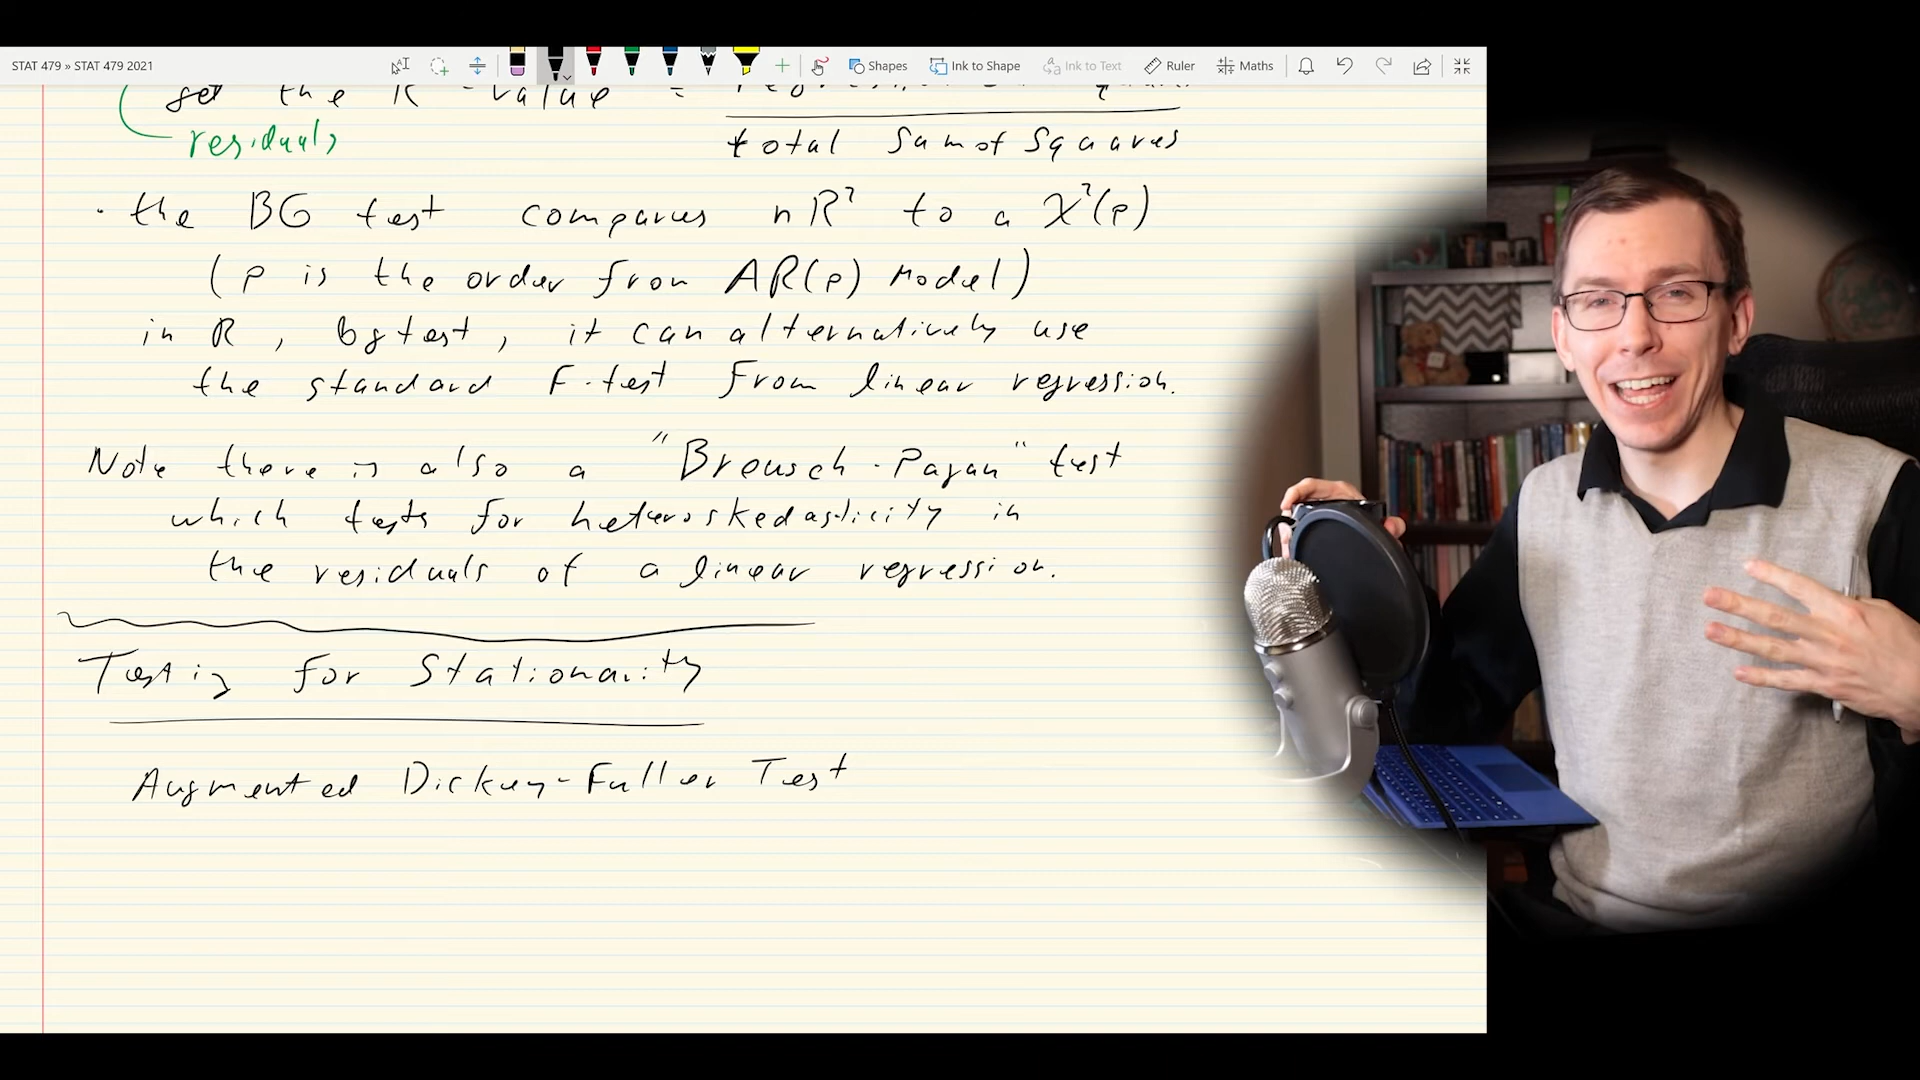 STAT 479 » STAT 479 2021
Shapes
Ink to Shape
Ink to Text
Ruler
Maths
get the R - value =
residuals
total Sum of Squares
· the BG test compares nR² to a χ²(p)
(p is the order from AR(p) Model)
in R, bgtest, it can alternatively use
the standard F-test from linear regression.
Note there is also a "Breusch-Pagan" test
which tests for heteroskedasticity in
the residuals of a linear regression.
Testing for Stationarity
Augmented Dickey-Fuller Test